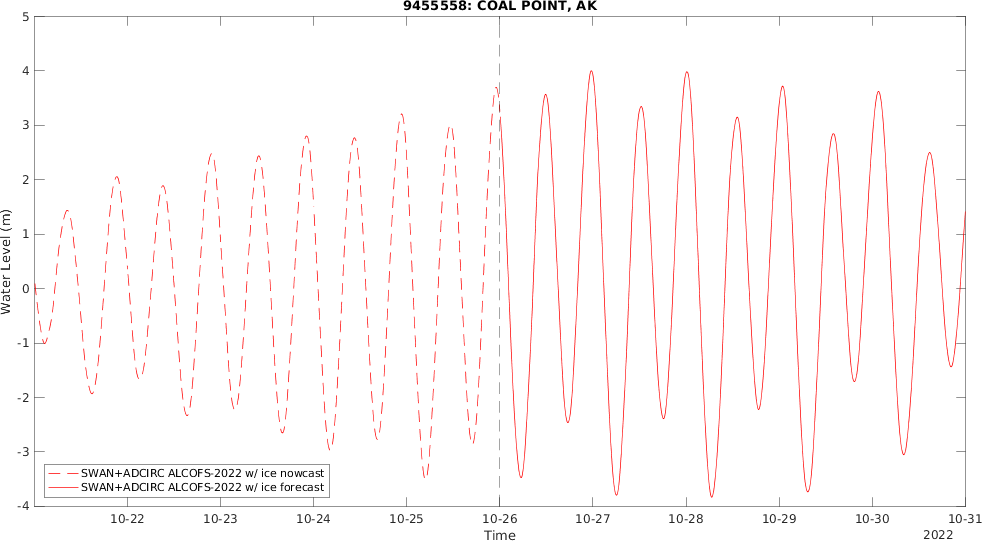 9455558: COAL POINT, AK
5
4
3
2
1
0
-1
-2
-3
-4
Water Level (m)
SWAN+ADCIRC ALCOFS-2022 w/ ice nowcast
SWAN+ADCIRC ALCOFS-2022 w/ ice forecast
10-22 10-23 10-24 10-25 10-26 10-27 10-28 10-29 10-30 10-31
Time
2022